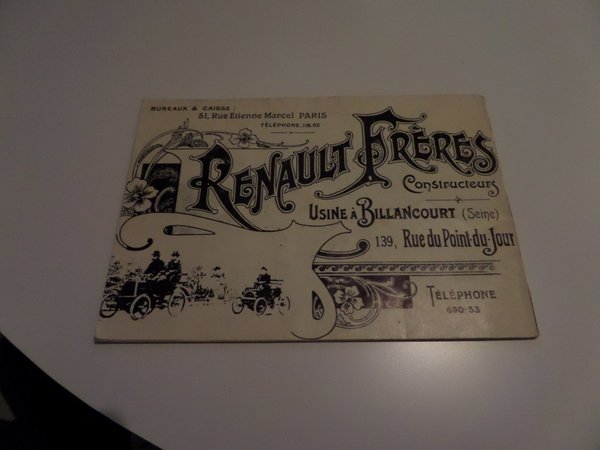 BUREAUX & CAISSE:
51, Rue Etienne Marcel PARIS
TÉLÉPHONE, 118.42
RENAULT FRÈRES
Constructeurs
USINE À BILLANCOURT (Seine)
139, Rue du Point-du-Jour
TÉLÉPHONE
690-53